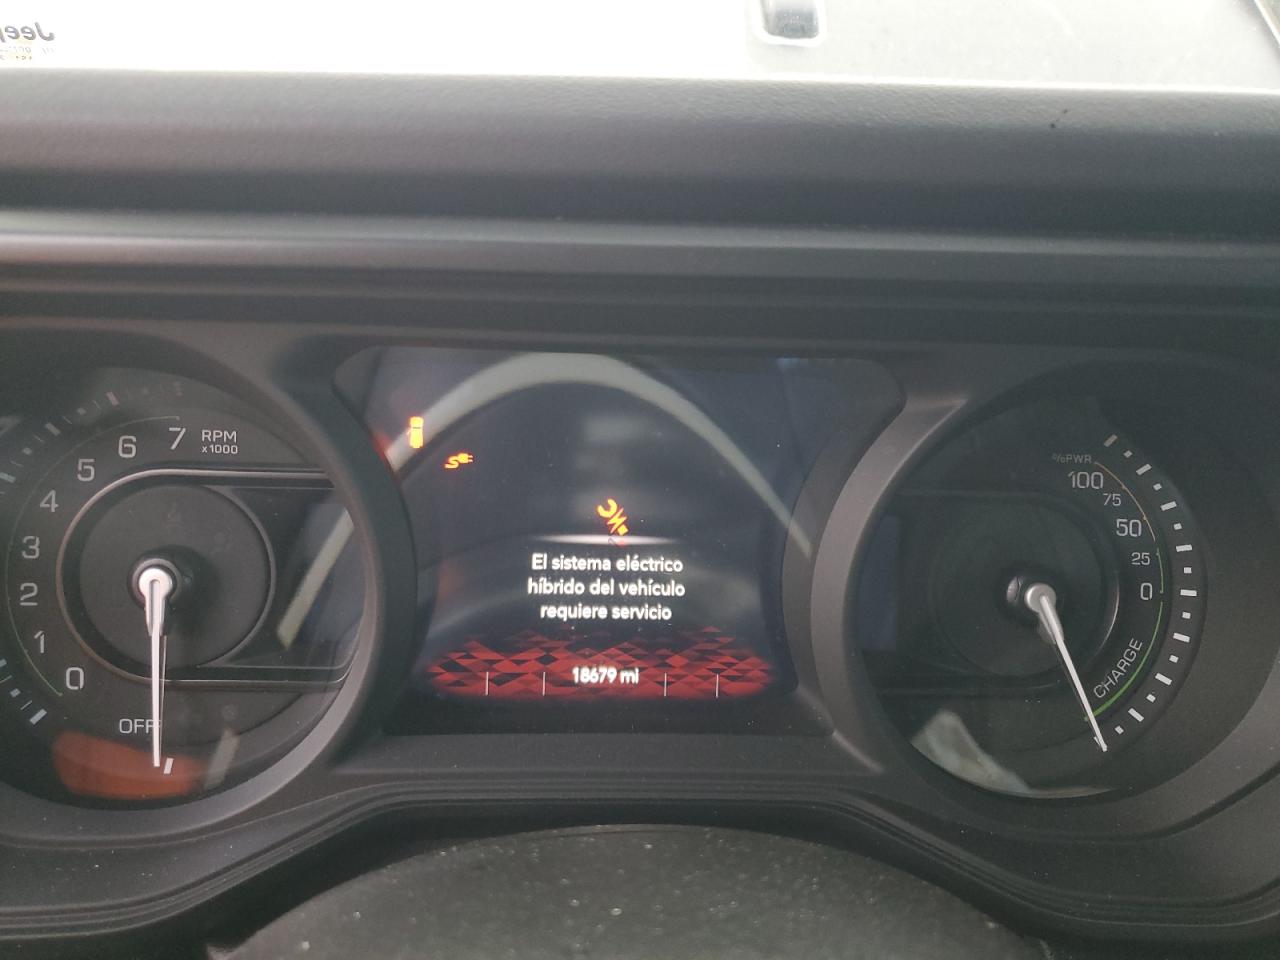 Jeep
7 RPM
x1000
6
5
4
3
2
1
0
OFF
El sistema eléctrico
híbrido del vehículo
requiere servicio
18679 mi
%PWR
100
75
50
25
0
CHARGE